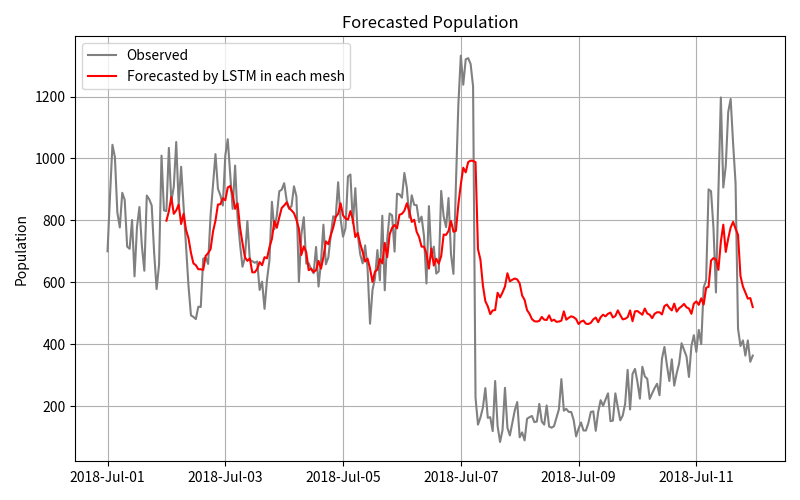 Forecasted Population
Observed
Forecasted by LSTM in each mesh
Population
1200
1000
800
600
400
200
2018-Jul-01 2018-Jul-03 2018-Jul-05 2018-Jul-07 2018-Jul-09 2018-Jul-11